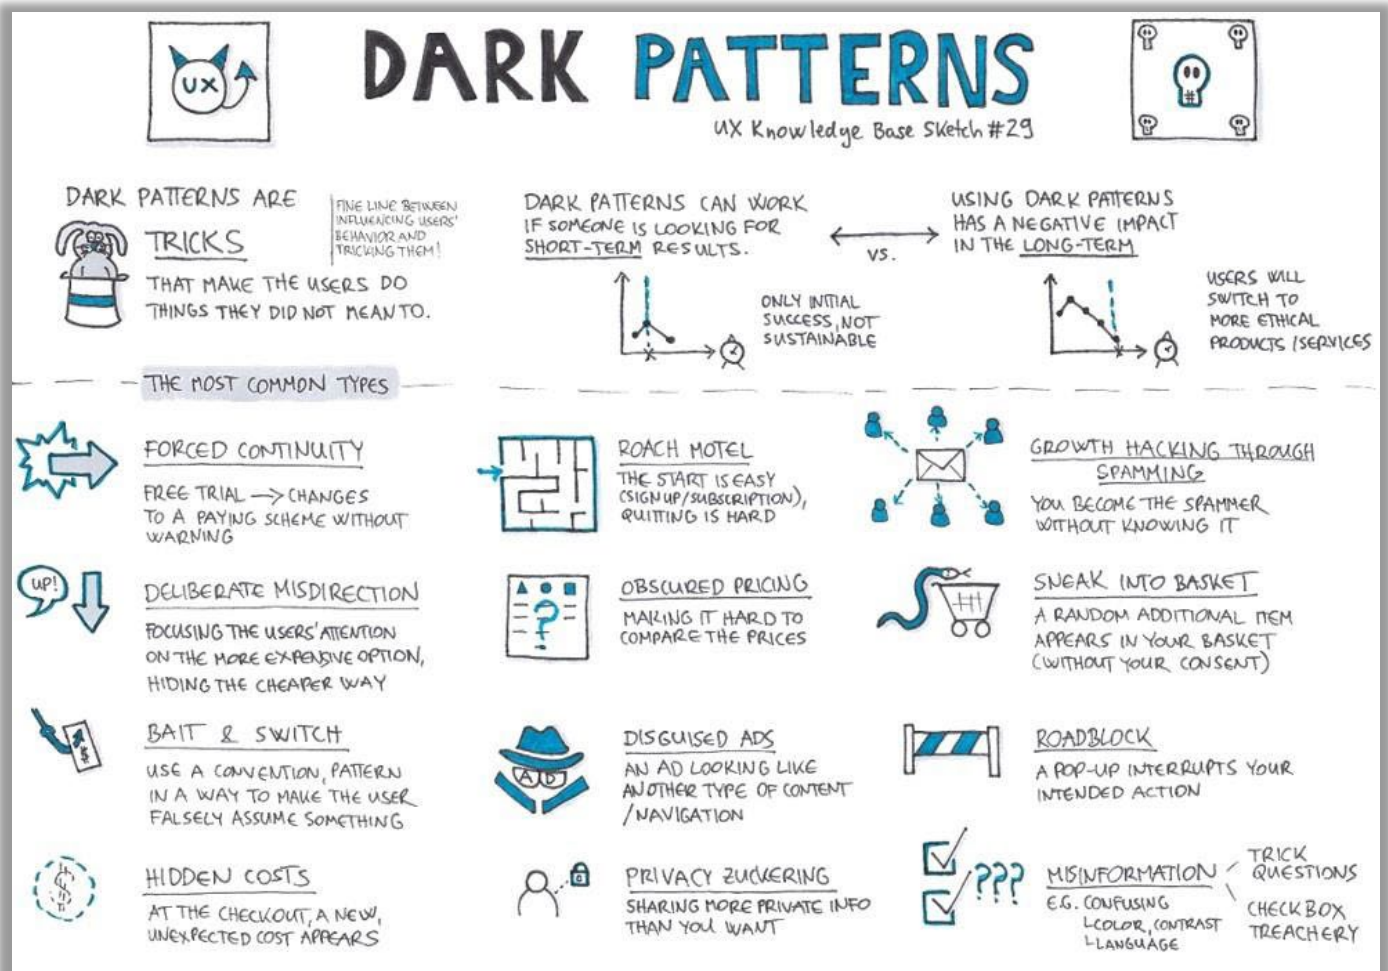 UX
DARK PATTERNS
UX Knowledge Base Sketch #29
DARK PATTERNS ARE
TRICKS
THAT MAKE THE USERS DO
THINGS THEY DID NOT MEAN TO.
FINE LINE BETWEEN
INFLUENCING USERS'
BEHAVIOR AND
TRICKING THEM!
DARK PATTERNS CAN WORK
IF SOMEONE IS LOOKING FOR
SHORT-TERM RESULTS.
ONLY INITIAL
SUCCESS, NOT
SUSTAINABLE
VS.
USING DARK PATTERNS
HAS A NEGATIVE IMPACT
IN THE LONG-TERM
USERS WILL
SWITCH TO
MORE ETHICAL
PRODUCTS / SERVICES
THE MOST COMMON TYPES
FORCED CONTINUITY
FREE TRIAL → CHANGES
TO A PAYING SCHEME WITHOUT
WARNING
ROACH MOTEL
THE START IS EASY
(SIGN UP/SUBSCRIPTION),
QUITTING IS HARD
GROWTH HACKING THROUGH
SPAMMING
YOU BECOME THE SPAMMER
WITHOUT KNOWING IT
UP!
DELIBERATE MISDIRECTION
FOCUSING THE USERS' ATTENTION
ON THE MORE EXPENSIVE OPTION,
HIDING THE CHEAPER WAY
?
OBSCURED PRICING
MAKING IT HARD TO
COMPARE THE PRICES
SNEAK INTO BASKET
A RANDOM ADDITIONAL ITEM
APPEARS IN YOUR BASKET
(WITHOUT YOUR CONSENT)
BAIT & SWITCH
USE A CONVENTION, PATTERN
IN A WAY TO MAKE THE USER
FALSELY ASSUME SOMETHING
AD
DISGUISED ADS
AN AD LOOKING LIKE
ANOTHER TYPE OF CONTENT
/NAVIGATION
ROADBLOCK
A POP-UP INTERRUPTS YOUR
INTENDED ACTION
$
HIDDEN COSTS
AT THE CHECKOUT, A NEW,
UNEXPECTED COST APPEARS
PRIVACY ZUCKERING
SHARING MORE PRIVATE INFO
THAN YOU WANT
???
MISINFORMATION
E.G. CONFUSING
COLOR, CONTRAST
LANGUAGE
TRICK
QUESTIONS
CHECKBOX
TREACHERY